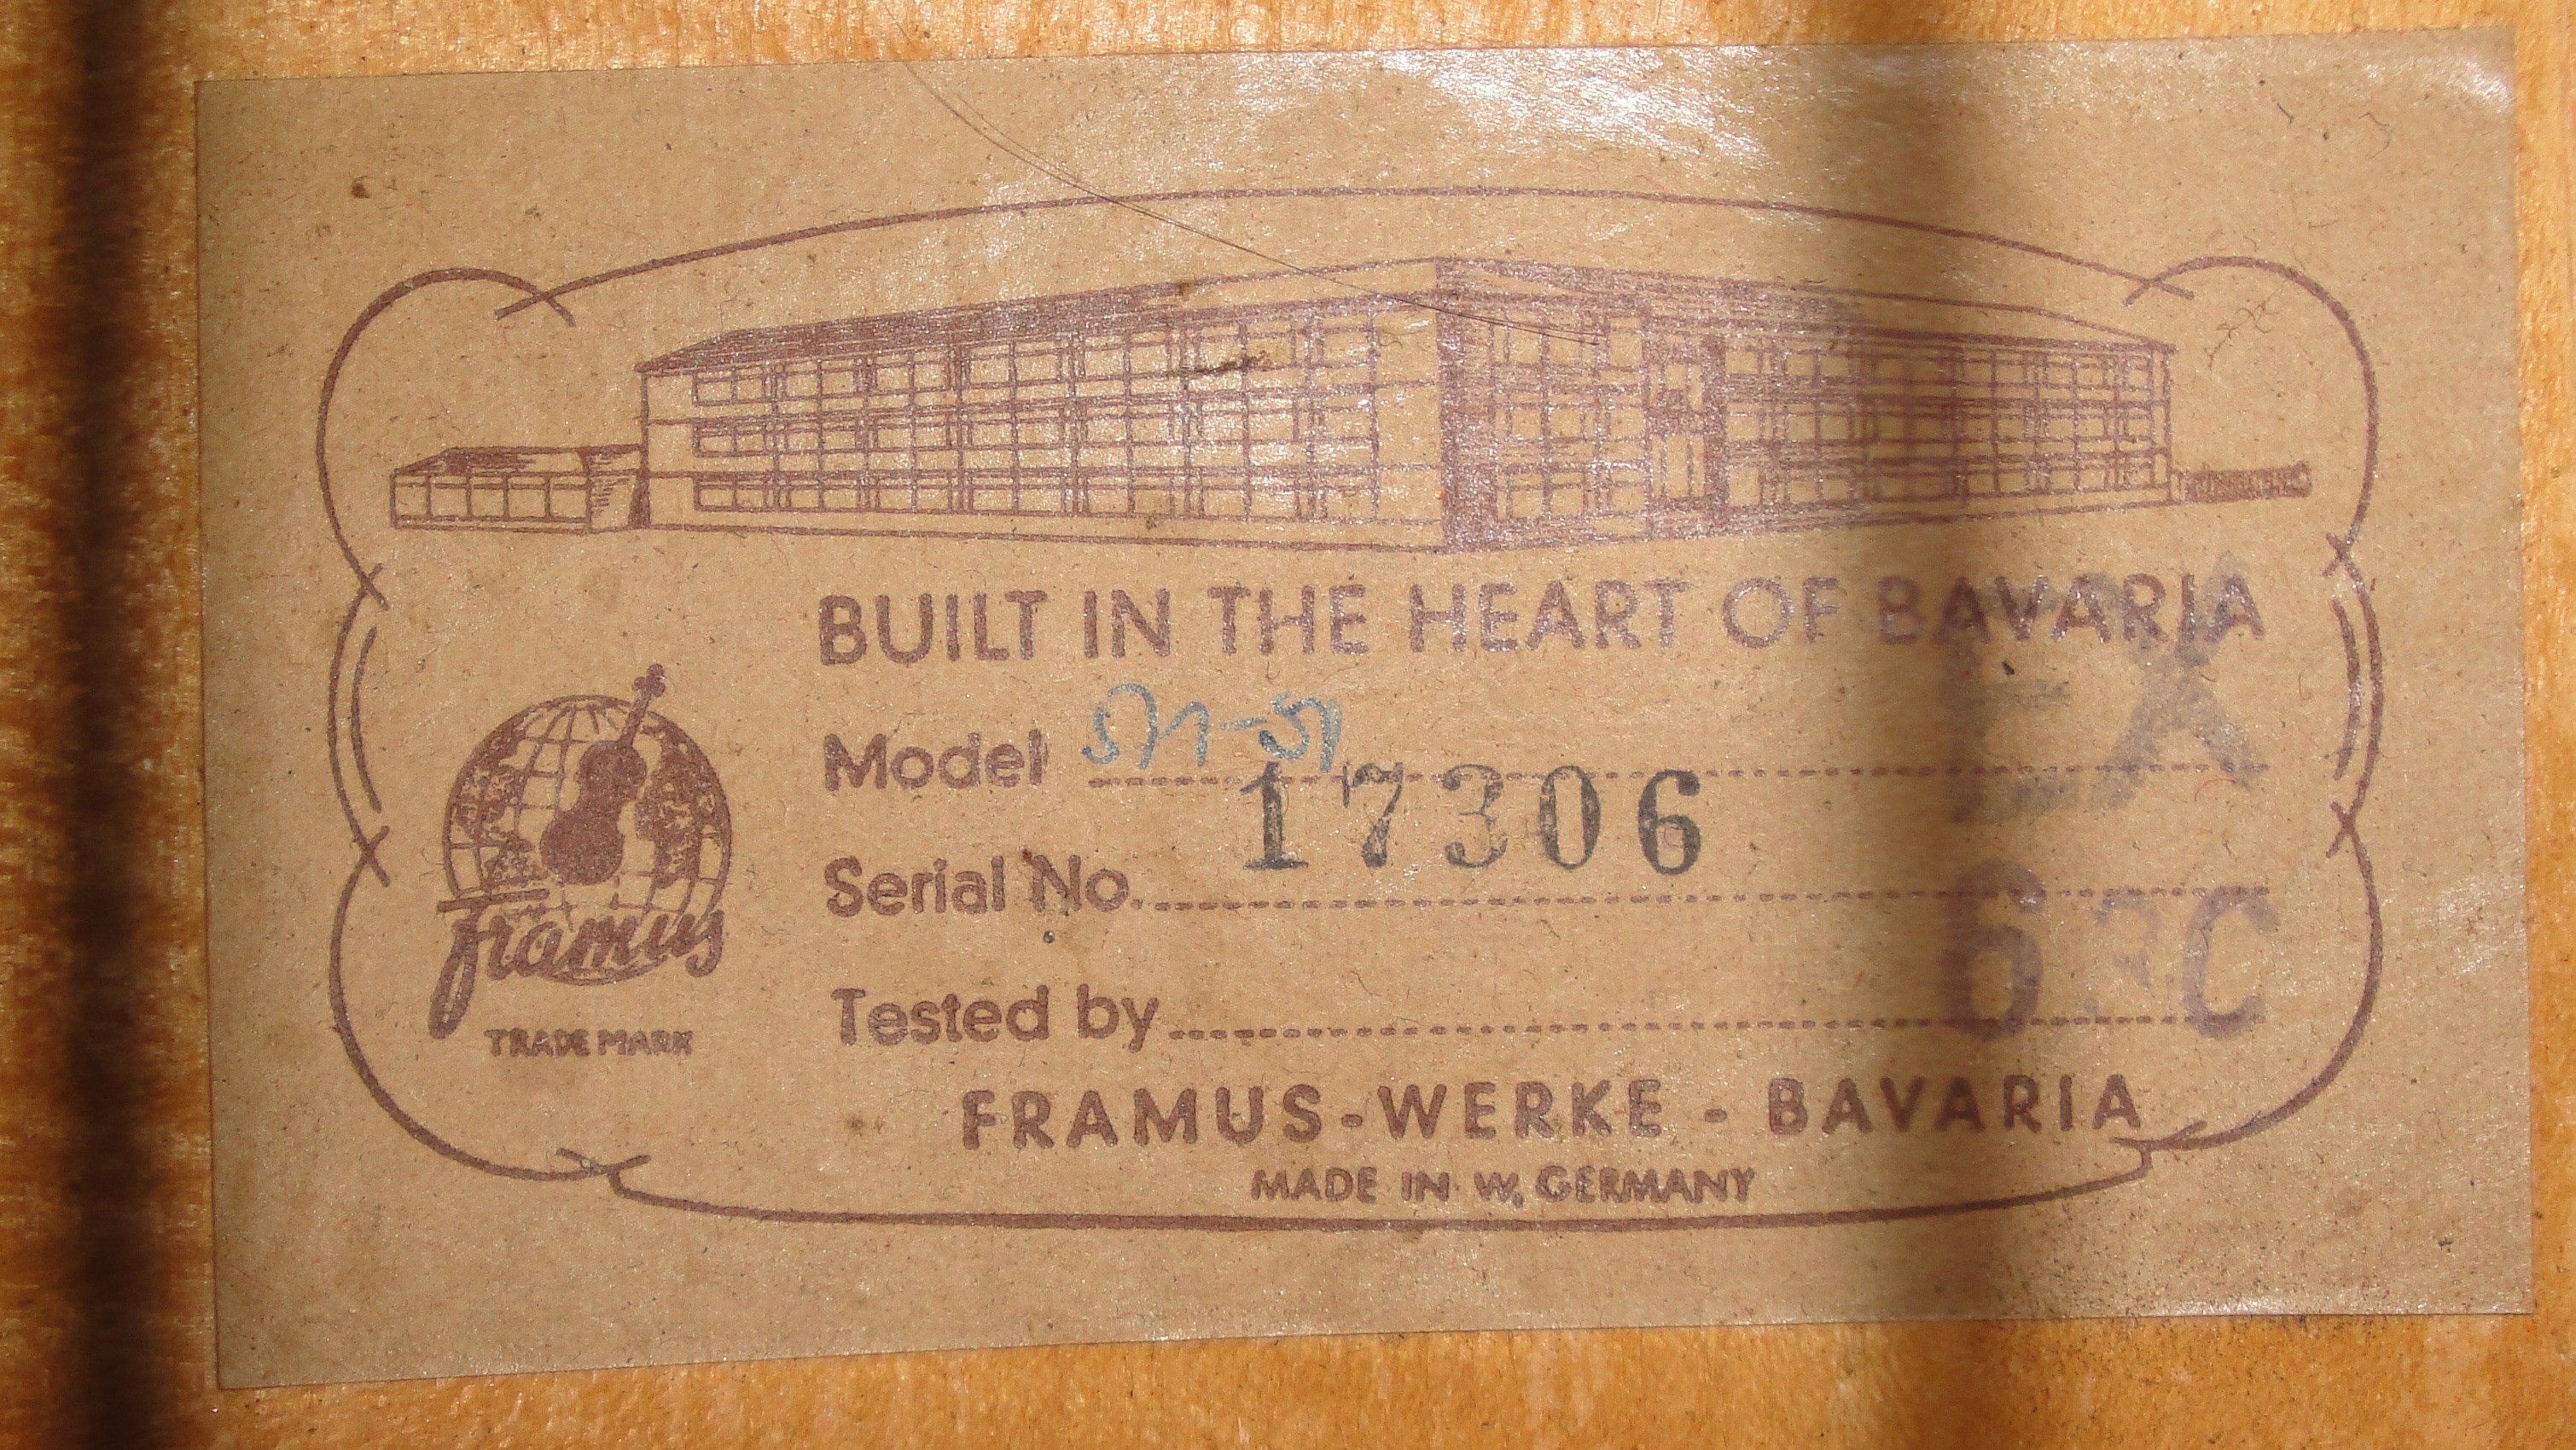 BUILT IN THE HEART OF BAVARIA
Model
17306
Serial No.
framus
TRADE MARK
Tested by
FRAMUS-WERKE - BAVARIA
MADE IN W. GERMANY